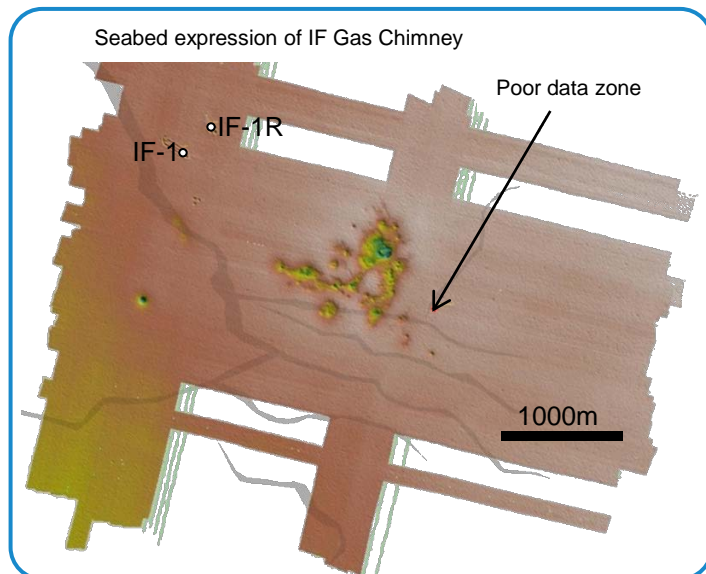 Seabed expression of IF Gas Chimney
Poor data zone
IF-1R
IF-1
1000m